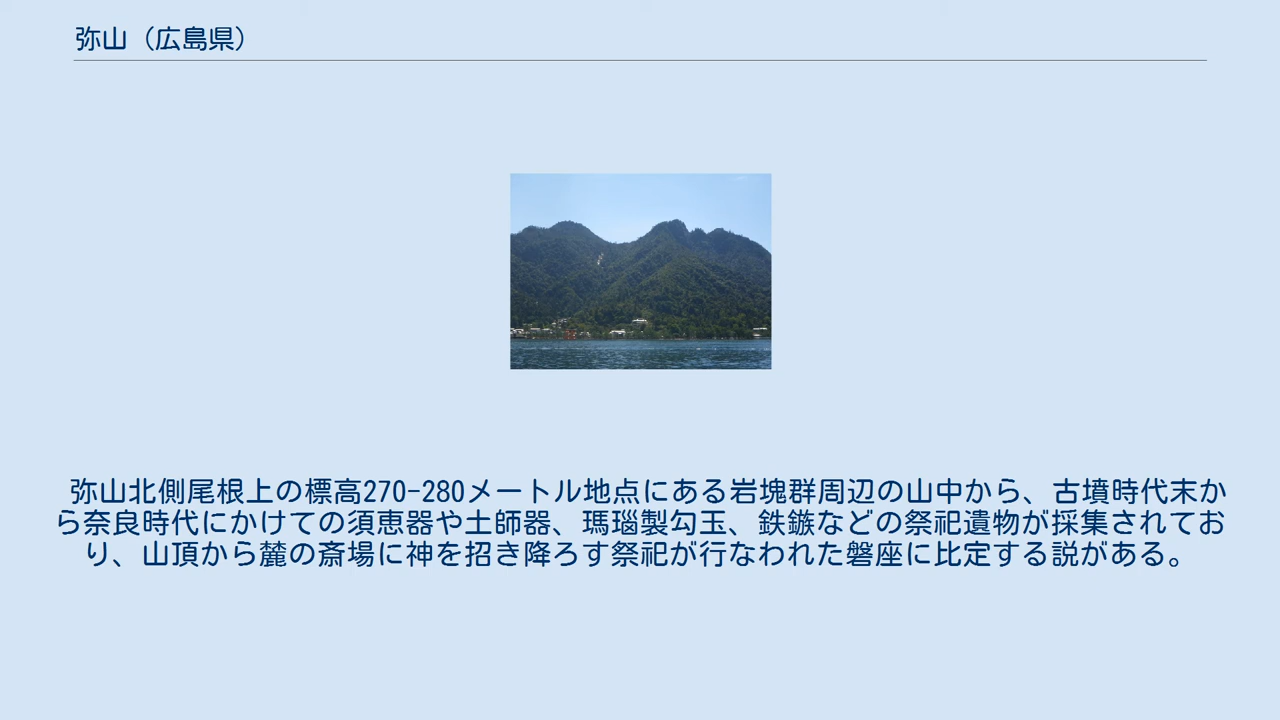 弥山（広島県）
弥山北側尾根上の標高270-280メートル地点にある岩塊群周辺の山中から、古墳時代末か
ら奈良時代にかけての須恵器や土師器、瑪瑙製勾玉、鉄鏃などの祭祀遺物が採集されてお
り、山頂から麓の斎場に神を招き降ろす祭祀が行なわれた磐座に比定する説がある。